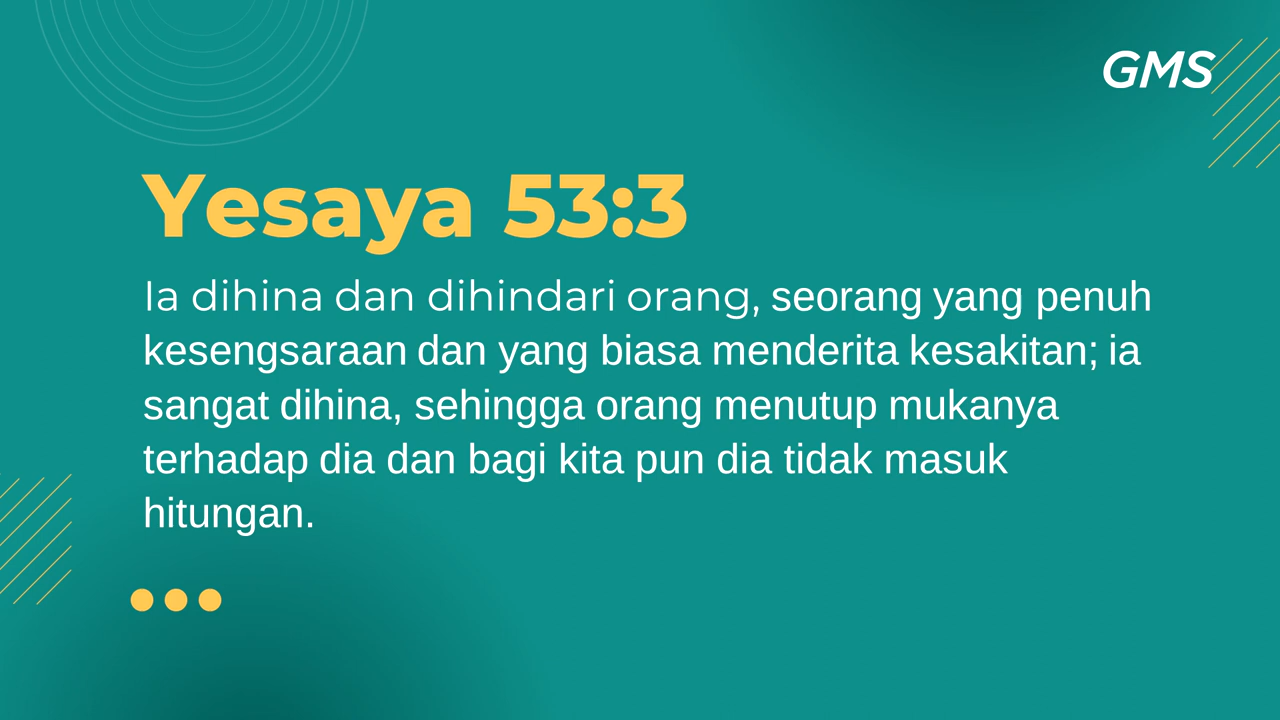 GMS
Yesaya 53:3
Ia dihina dan dihindari orang, seorang yang penuh
kesengsaraan dan yang biasa menderita kesakitan; ia
sangat dihina, sehingga orang menutup mukanya
terhadap dia dan bagi kita pun dia tidak masuk
hitungan.